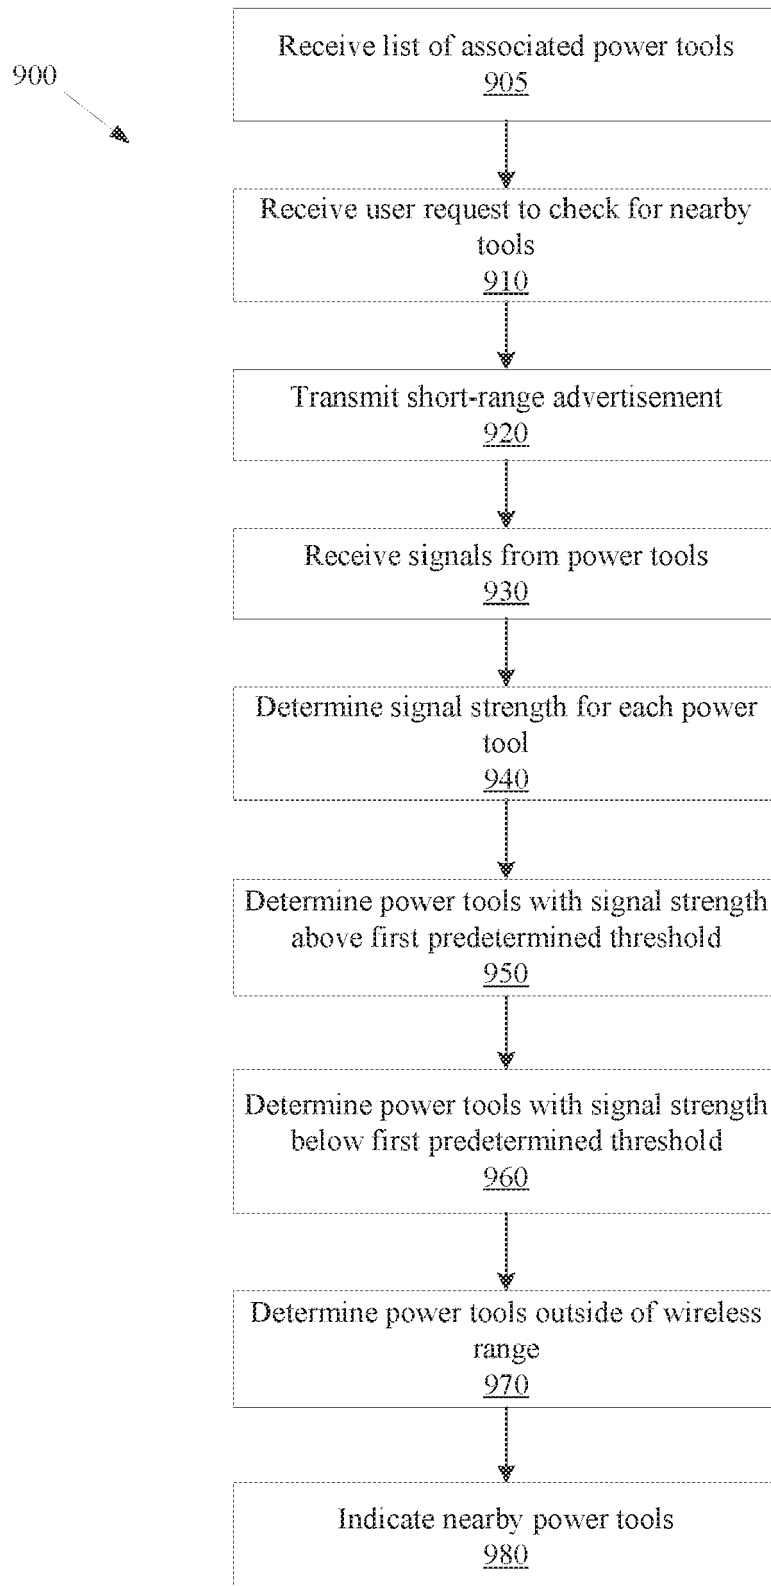 900
Receive list of associated power tools
905
Receive user request to check for nearby
tools
910
Transmit short-range advertisement
920
Receive signals from power tools
930
Determine signal strength for each power
tool
940
Determine power tools with signal strength
above first predetermined threshold
950
Determine power tools with signal strength
below first predetermined threshold
960
Determine power tools outside of wireless
range
970
Indicate nearby power tools
980